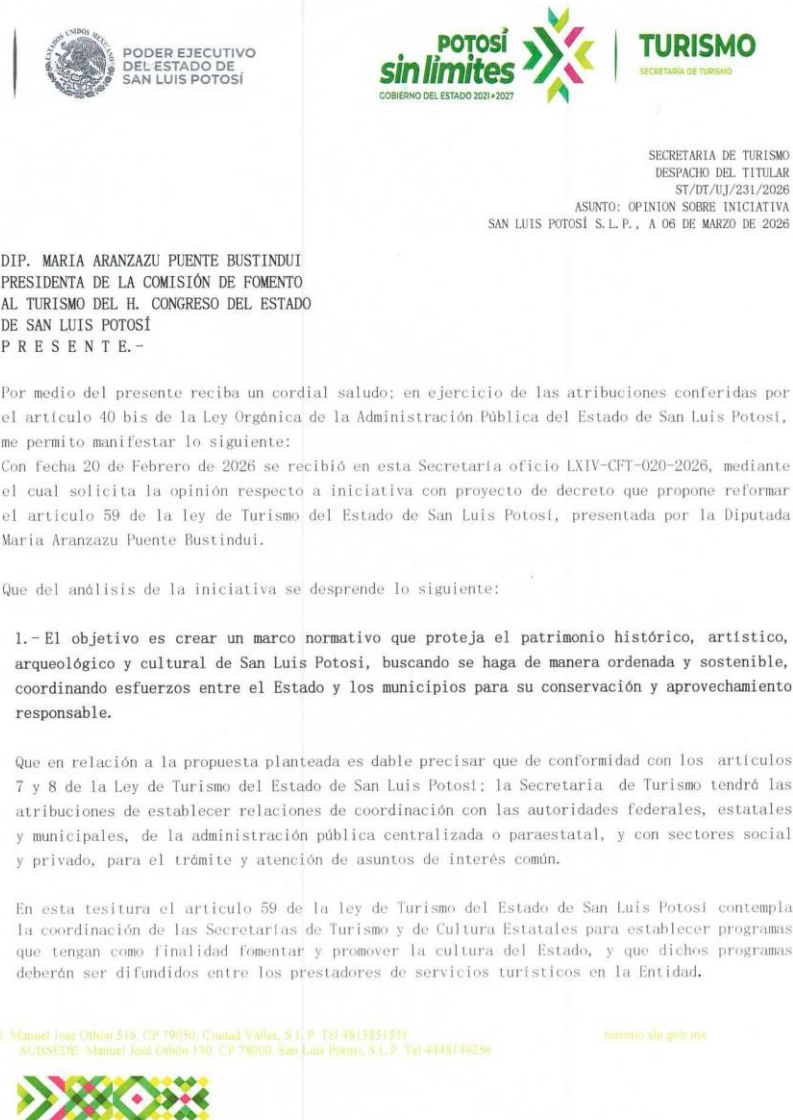 ESTADOS UNIDOS MEXICANOS
PODER EJECUTIVO
DEL ESTADO DE
SAN LUIS POTOSÍ
POTOSÍ
sin límites
GOBIERNO DEL ESTADO 2021•2027
TURISMO
SECRETARÍA DE TURISMO
SECRETARIA DE TURISMO
DESPACHO DEL TITULAR
ST/DT/UJ/231/2026
ASUNTO: OPINION SOBRE INICIATIVA
SAN LUIS POTOSÍ S.L.P., A 06 DE MARZO DE 2026
DIP. MARIA ARANZAZU PUENTE BUSTINDUI
PRESIDENTA DE LA COMISIÓN DE FOMENTO
AL TURISMO DEL H. CONGRESO DEL ESTADO
DE SAN LUIS POTOSÍ
P R E S E N T E.-
Por medio del presente reciba un cordial saludo; en ejercicio de las atribuciones conferidas por
el artículo 40 bis de la Ley Orgánica de la Administración Pública del Estado de San Luis Potosí,
me permito manifestar lo siguiente:
Con fecha 20 de Febrero de 2026 se recibió en esta Secretaría oficio LXIV-CFT-020-2026, mediante
el cual solicita la opinión respecto a iniciativa con proyecto de decreto que propone reformar
el artículo 59 de la ley de Turismo del Estado de San Luis Potosí, presentada por la Diputada
Maria Aranzazu Puente Bustindui.
Que del análisis de la iniciativa se desprende lo siguiente:
1.- El objetivo es crear un marco normativo que proteja el patrimonio histórico, artístico,
arqueológico y cultural de San Luis Potosi, buscando se haga de manera ordenada y sostenible,
coordinando esfuerzos entre el Estado y los municipios para su conservación y aprovechamiento
responsable.
Que en relación a la propuesta planteada es dable precisar que de conformidad con los artículos
7 y 8 de la Ley de Turismo del Estado de San Luis Potosí; la Secretaria de Turismo tendrá las
atribuciones de establecer relaciones de coordinación con las autoridades federales, estatales
y municipales, de la administración pública centralizada o paraestatal, y con sectores social
y privado, para el trámite y atención de asuntos de interés común.
En esta tesitura el artículo 59 de la ley de Turismo del Estado de San Luis Potosí contempla
la coordinación de las Secretarías de Turismo y de Cultura Estatales para establecer programas
que tengan como finalidad fomentar y promover la cultura del Estado, y que dichos programas
deberán ser difundidos entre los prestadores de servicios turísticos en la Entidad.
Manuel José Othón 516, CP 79050, Ciudad Valles, S.L.P. Tel 4813851551 turismo.slp.gob.mx
SUBSEDE: Manuel José Othón 130, CP 78000, San Luis Potosí, S.L.P. Tel 4448149256